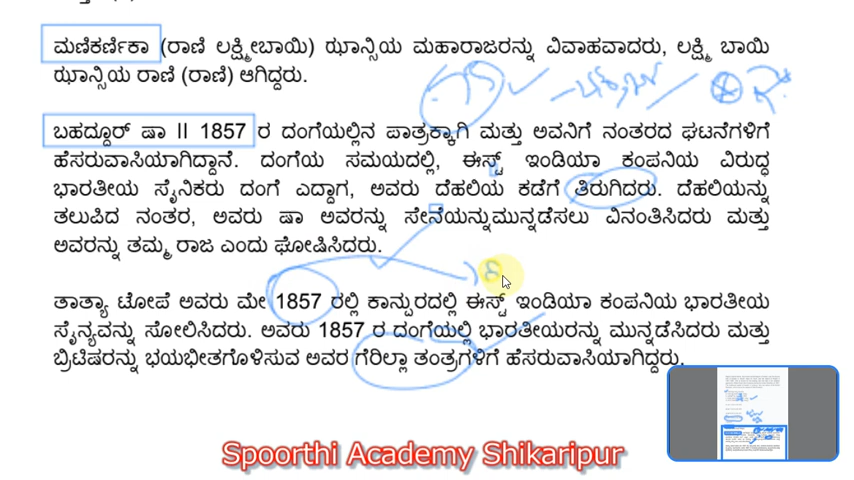 ಮಣಿಕರ್ಣಿಕಾ (ರಾಣಿ ಲಕ್ಷ್ಮೀಬಾಯಿ) ಝಾನ್ಸಿಯ ಮಹಾರಾಜರನ್ನು ವಿವಾಹವಾದರು, ಲಕ್ಷ್ಮಿ ಬಾಯಿ
ಝಾನ್ಸಿಯ ರಾಣಿ (ರಾಣಿ) ಆಗಿದ್ದರು.
ಬಹದ್ದೂರ್ ಷಾ II 1857 ರ ದಂಗೆಯಲ್ಲಿನ ಪಾತ್ರಕ್ಕಾಗಿ ಮತ್ತು ಅವನಿಗೆ ನಂತರದ ಘಟನೆಗಳಿಗೆ
ಹೆಸರುವಾಸಿಯಾಗಿದ್ದಾನೆ. ದಂಗೆಯ ಸಮಯದಲ್ಲಿ, ಈಸ್ಟ್ ಇಂಡಿಯಾ ಕಂಪನಿಯ ವಿರುದ್ಧ
ಭಾರತೀಯ ಸೈನಿಕರು ದಂಗೆ ಎದ್ದಾಗ, ಅವರು ದೆಹಲಿಯ ಕಡೆಗೆ ತಿರುಗಿದರು. ದೆಹಲಿಯನ್ನು
ತಲುಪಿದ ನಂತರ, ಅವರು ಷಾ ಅವರನ್ನು ಸೇನೆಯನ್ನುಮುನ್ನಡೆಸಲು ವಿನಂತಿಸಿದರು ಮತ್ತು
ಅವರನ್ನು ತಮ್ಮ ರಾಜ ಎಂದು ಘೋಷಿಸಿದರು.
ತಾತ್ಯಾ ಟೋಪೆ ಅವರು ಮೇ 1857 ರಲ್ಲಿ ಕಾನ್ಪುರದಲ್ಲಿ ಈಸ್ಟ್ ಇಂಡಿಯಾ ಕಂಪನಿಯ ಭಾರತೀಯ
ಸೈನ್ಯವನ್ನು ಸೋಲಿಸಿದರು. ಅವರು 1857 ರ ದಂಗೆಯಲ್ಲಿ ಭಾರತೀಯರನ್ನು ಮುನ್ನಡೆಸಿದರು ಮತ್ತು
ಬ್ರಿಟಿಷರನ್ನು ಭಯಭೀತಗೊಳಿಸುವ ಅವರ ಗೆರಿಲ್ಲಾ ತಂತ್ರಗಳಿಗೆ ಹೆಸರುವಾಸಿಯಾಗಿದ್ದರು.
Spoorthi Academy Shikaripur